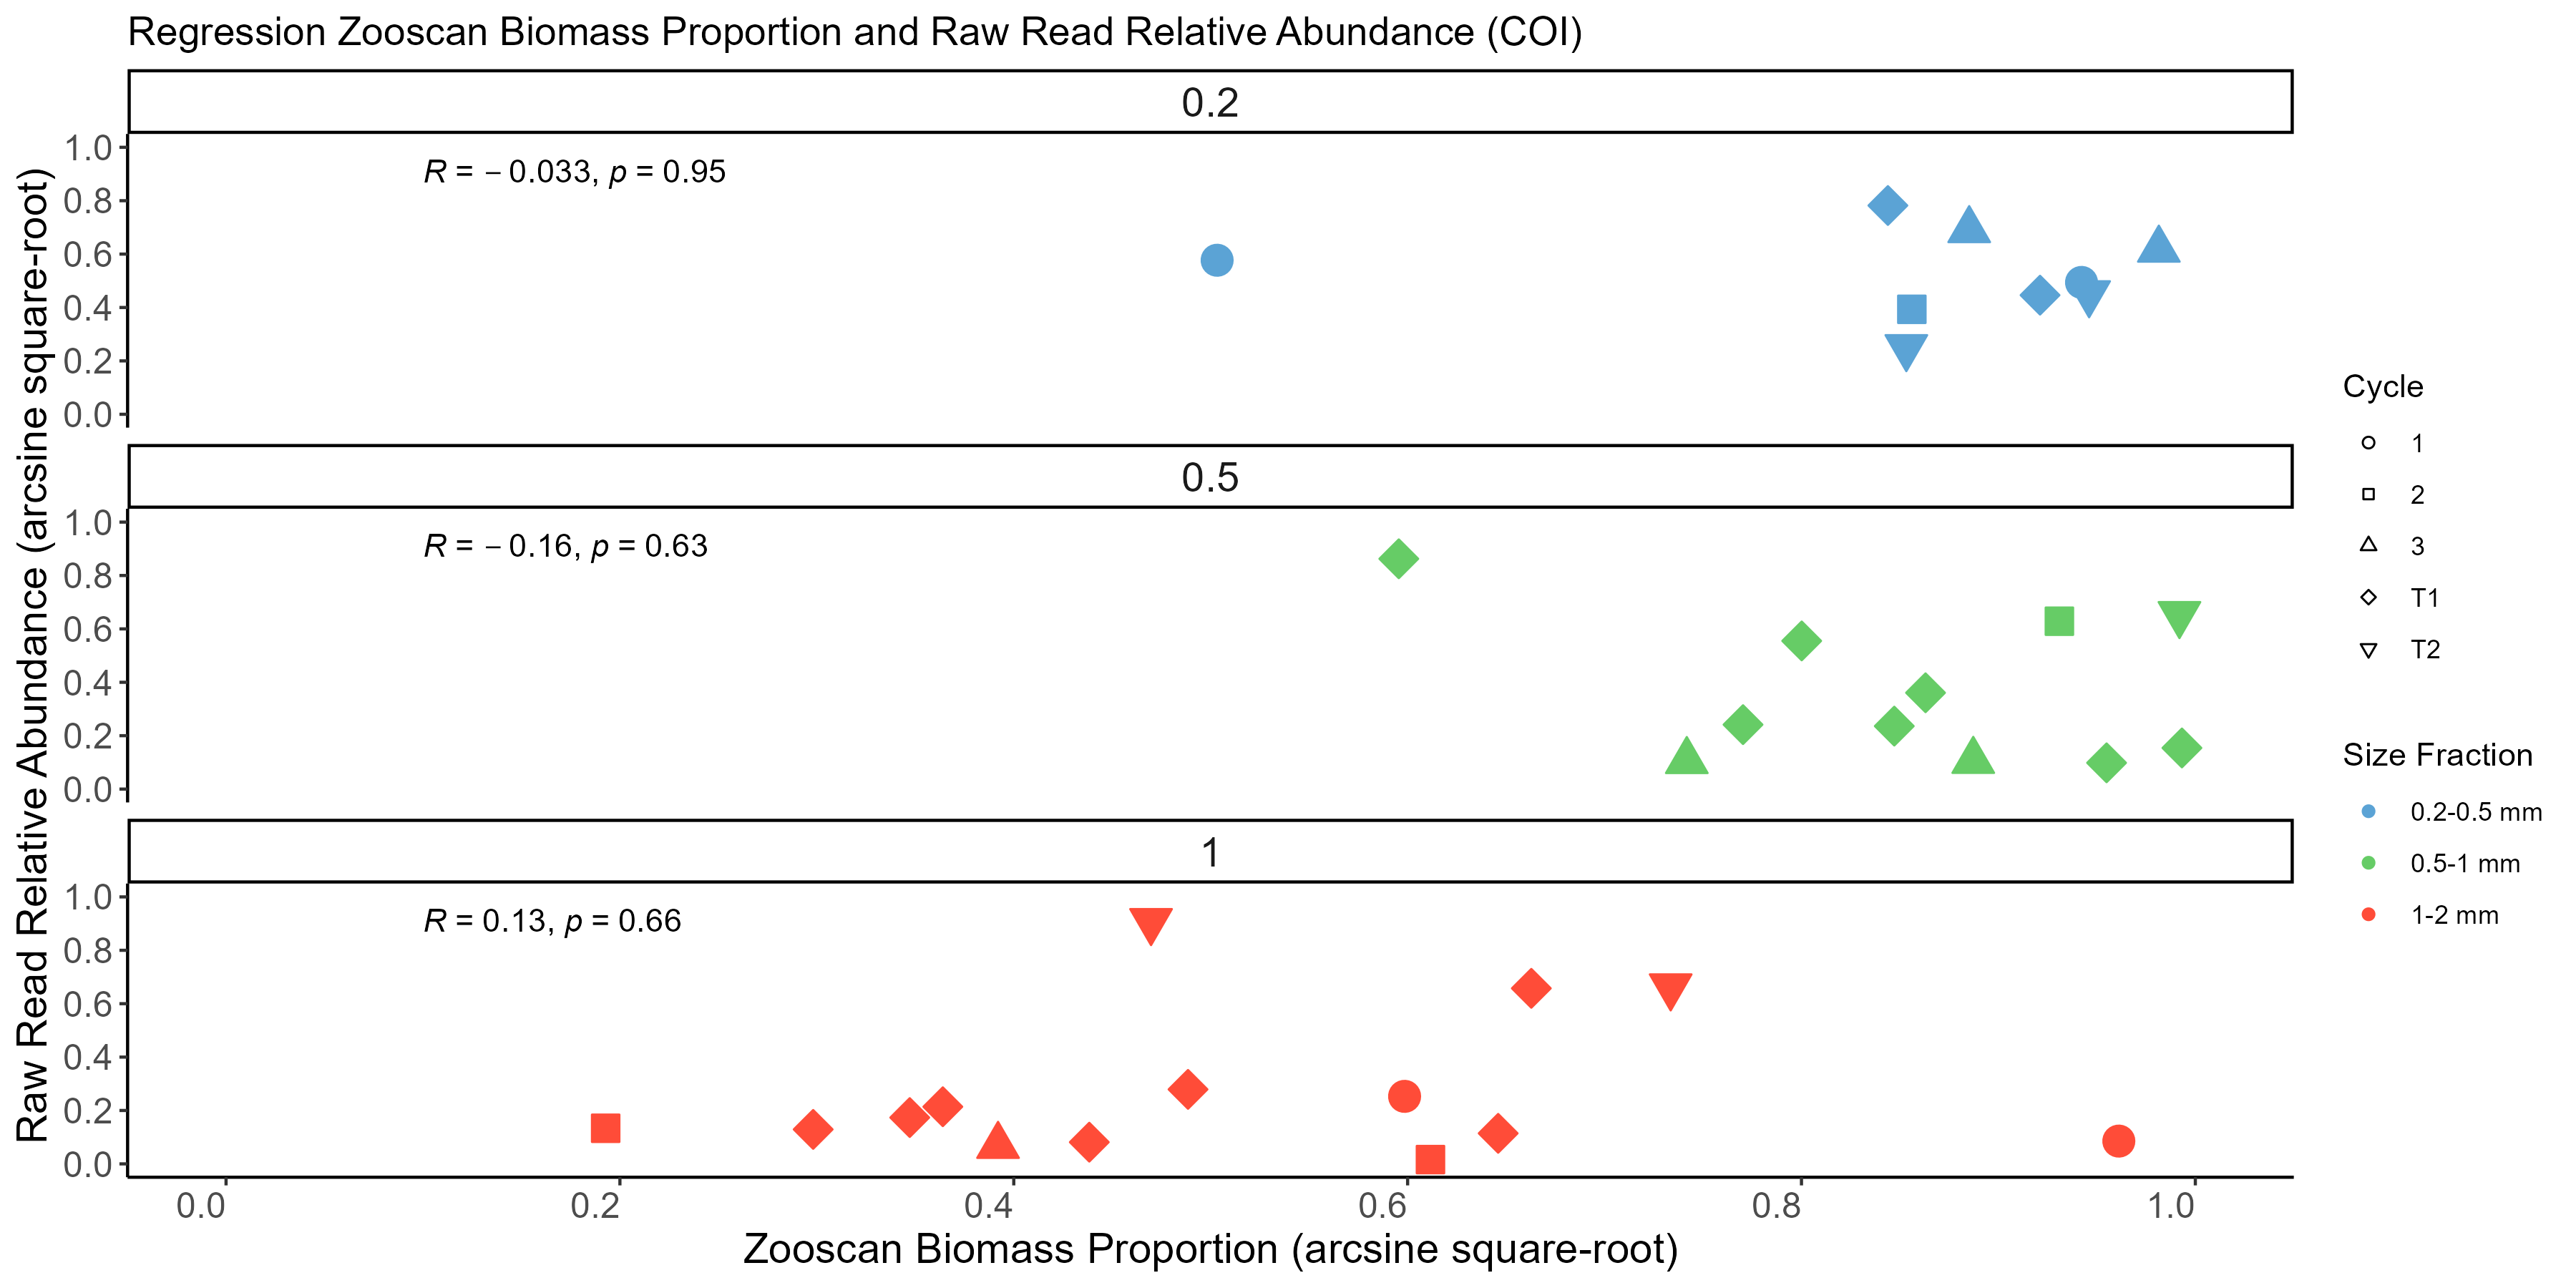 Regression Zooscan Biomass Proportion and Raw Read Relative Abundance (COI)
Raw Read Relative Abundance (arcsine square-root)
0.2
1.0
0.8
0.6
0.4
0.2
0.0
R = − 0.033, p = 0.95
0.5
1.0
0.8
0.6
0.4
0.2
0.0
R = − 0.16, p = 0.63
1
1.0
0.8
0.6
0.4
0.2
0.0
R = 0.13, p = 0.66
0.0 0.2 0.4 0.6 0.8 1.0
Zooscan Biomass Proportion (arcsine square-root)
Cycle
1
2
3
T1
T2
Size Fraction
0.2-0.5 mm
0.5-1 mm
1-2 mm